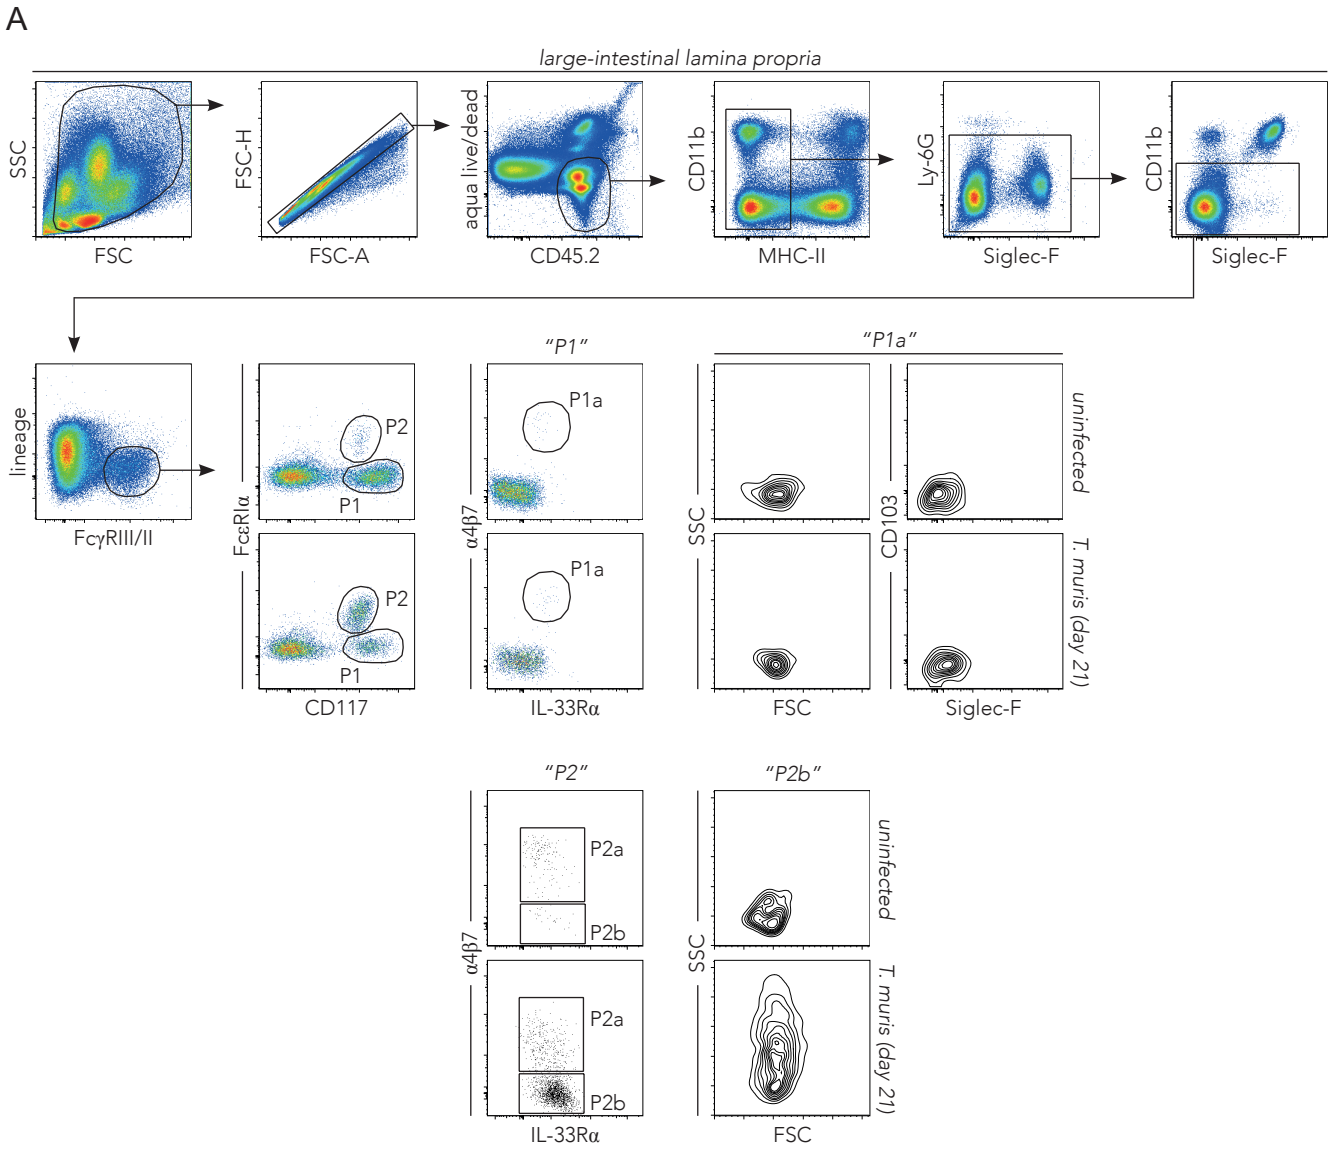 A
large-intestinal lamina propria
SSC
FSC
FSC-H
FSC-A
aqua live/dead
CD45.2
CD11b
MHC-II
Ly-6G
Siglec-F
CD11b
Siglec-F
lineage
FcγRIII/II
FcεRIα
P2
P1
P2
P1
CD117
"P1"
α4β7
P1a
P1a
IL-33Rα
"P1a"
SSC
FSC
CD103
Siglec-F
uninfected
T. muris (day 21)
"P2"
α4β7
P2a
P2b
P2a
P2b
IL-33Rα
"P2b"
SSC
FSC
uninfected
T. muris (day 21)